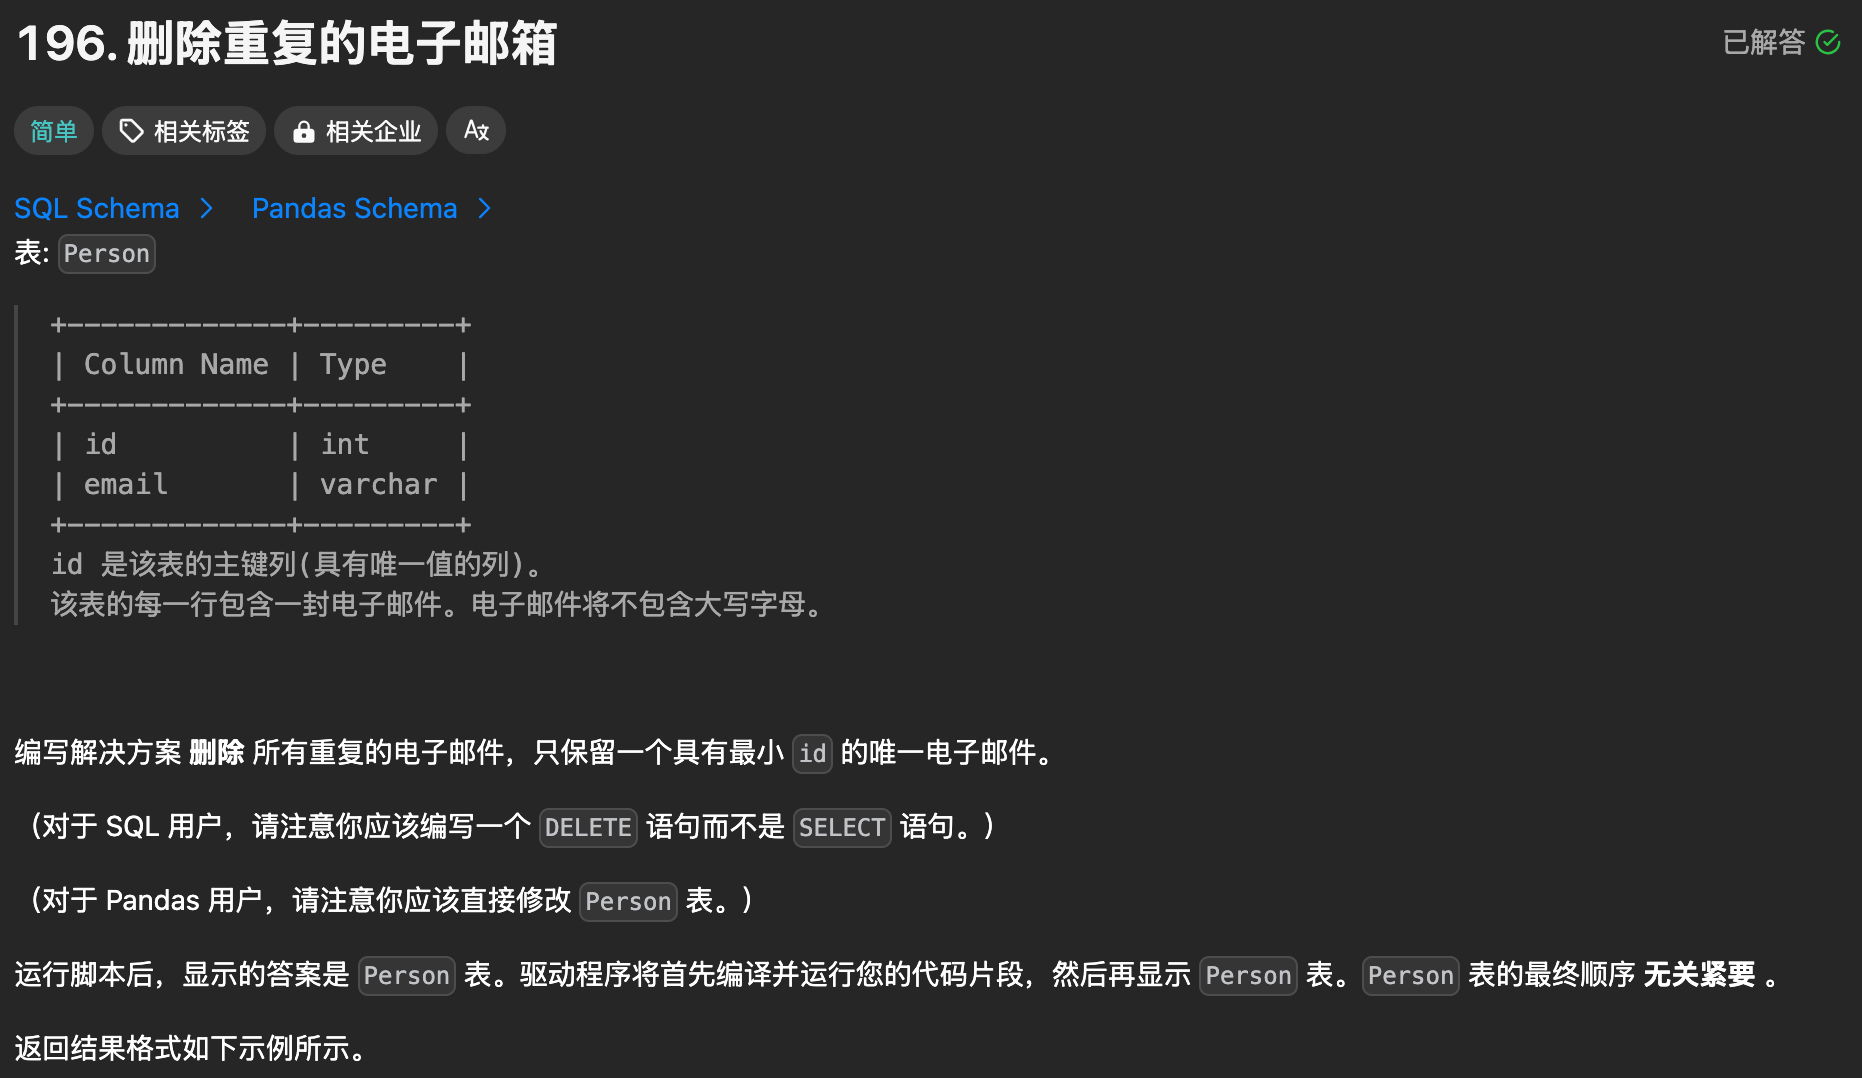 196. 删除重复的电子邮箱
已解答
简单 相关标签 相关企业
SQL Schema > Pandas Schema >
表: Person
+-------------+---------+
| Column Name | Type    |
+-------------+---------+
| id          | int     |
| email       | varchar |
+-------------+---------+
id 是该表的主键列(具有唯一值的列)。
该表的每一行包含一封电子邮件。电子邮件将不包含大写字母。
编写解决方案 删除 所有重复的电子邮件，只保留一个具有最小 id 的唯一电子邮件。
（对于 SQL 用户，请注意你应该编写一个 DELETE 语句而不是 SELECT 语句。）
（对于 Pandas 用户，请注意你应该直接修改 Person 表。）
运行脚本后，显示的答案是 Person 表。驱动程序将首先编译并运行您的代码片段，然后再显示 Person 表。Person 表的最终顺序 无关紧要 。
返回结果格式如下示例所示。